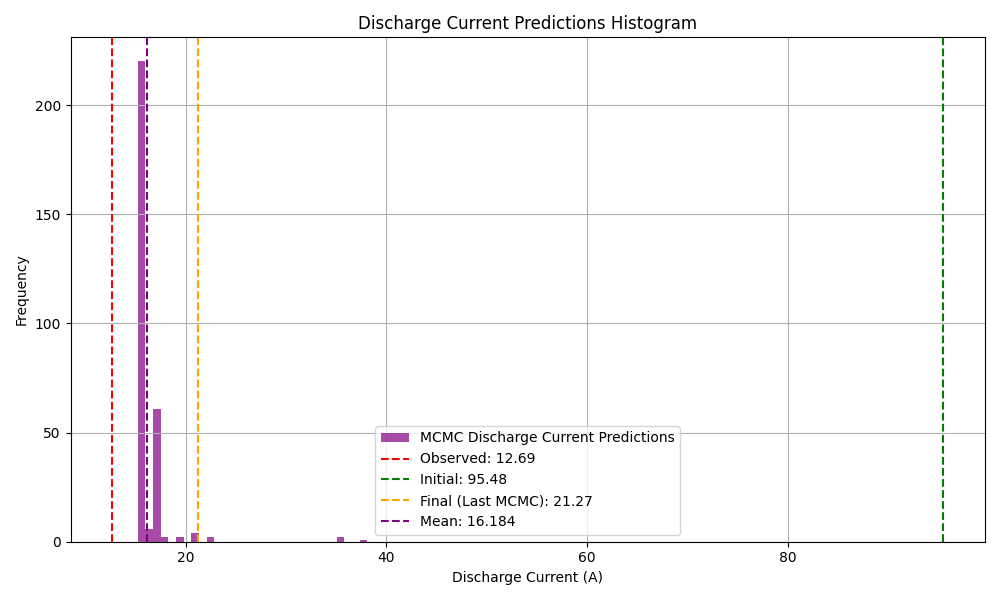 Discharge Current Predictions Histogram
200
150
100
50
0
Frequency
MCMC Discharge Current Predictions
Observed: 12.69
Initial: 95.48
Final (Last MCMC): 21.27
Mean: 16.184
20
40
60
80
Discharge Current (A)